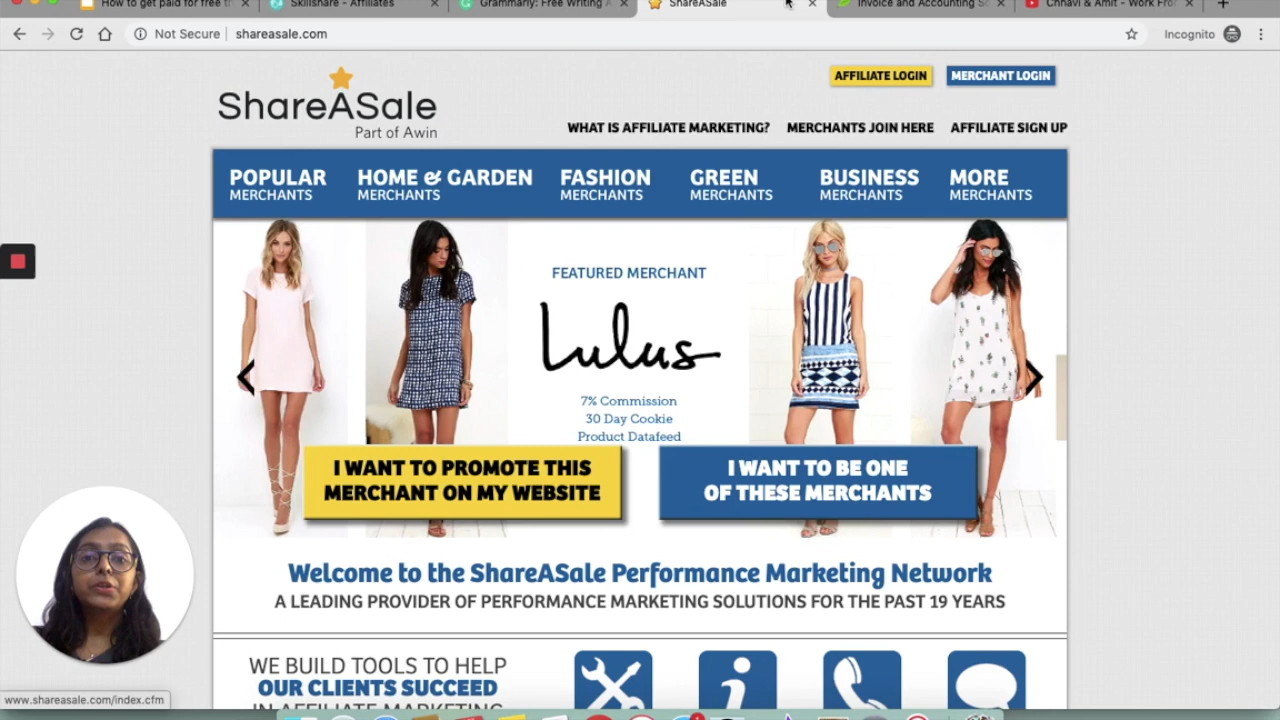 How to get paid for free t
Skillshare - Affiliates
Grammarly: Free Writing A
ShareASale
Invoice and Accounting S
Chhavi & Amit - Work Fro
Not Secure
shareasale.com
Incognito
AFFILIATE LOGIN
MERCHANT LOGIN
ShareASale
Part of Awin
WHAT IS AFFILIATE MARKETING?
MERCHANTS JOIN HERE
AFFILIATE SIGN UP
POPULAR
MERCHANTS
HOME & GARDEN
MERCHANTS
FASHION
MERCHANTS
GREEN
MERCHANTS
BUSINESS
MERCHANTS
MORE
MERCHANTS
FEATURED MERCHANT
Lulus
7% Commission
30 Day Cookie
Product Datafeed
I WANT TO PROMOTE THIS
MERCHANT ON MY WEBSITE
I WANT TO BE ONE
OF THESE MERCHANTS
Welcome to the ShareASale Performance Marketing Network
A LEADING PROVIDER OF PERFORMANCE MARKETING SOLUTIONS FOR THE PAST 19 YEARS
WE BUILD TOOLS TO HELP
OUR CLIENTS SUCCEED
IN AFFILIATE MARKETING
www.shareasale.com/index.cfm